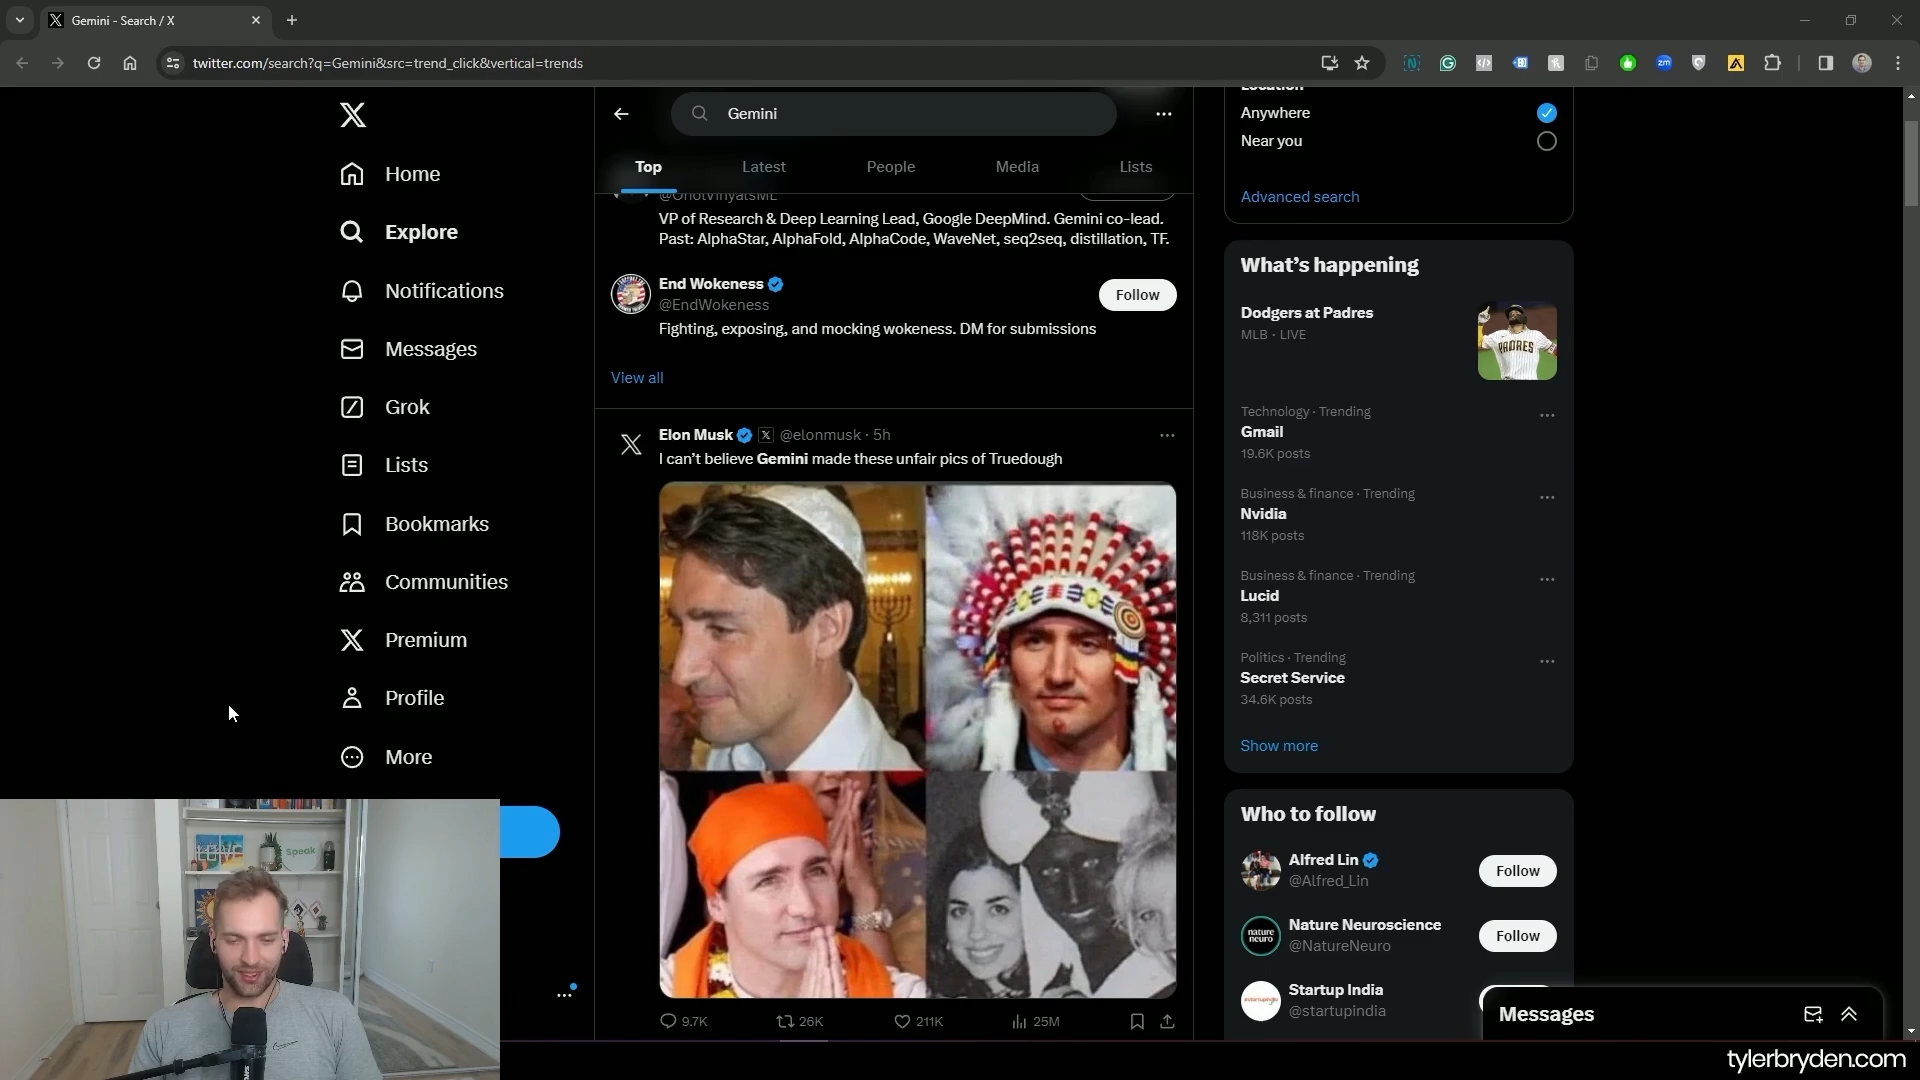 Gemini - Search / X
twitter.com/search?q=Gemini&src=trend_click&vertical=trends
Home
Explore
Notifications
Messages
Grok
Lists
Bookmarks
Communities
Premium
Profile
More
Gemini
Top
Latest
People
Media
Lists
@OriolVinyalsML
VP of Research & Deep Learning Lead, Google DeepMind. Gemini co-lead.
Past: AlphaStar, AlphaFold, AlphaCode, WaveNet, seq2seq, distillation, TF.
End Wokeness
@EndWokeness
Follow
Fighting, exposing, and mocking wokeness. DM for submissions
View all
Elon Musk @elonmusk · 5h
I can’t believe Gemini made these unfair pics of Truedough
9.7K
26K
211K
25M
Location
Anywhere
Near you
Advanced search
What’s happening
Dodgers at Padres
MLB · LIVE
PADRES
Technology · Trending
Gmail
19.6K posts
Business & finance · Trending
Nvidia
118K posts
Business & finance · Trending
Lucid
8,311 posts
Politics · Trending
Secret Service
34.6K posts
Show more
Who to follow
Alfred Lin
@Alfred_Lin
Follow
nature
neuro
Nature Neuroscience
@NatureNeuro
Follow
Startup India
@startupindia
Messages
Speak
tylerbryden.com